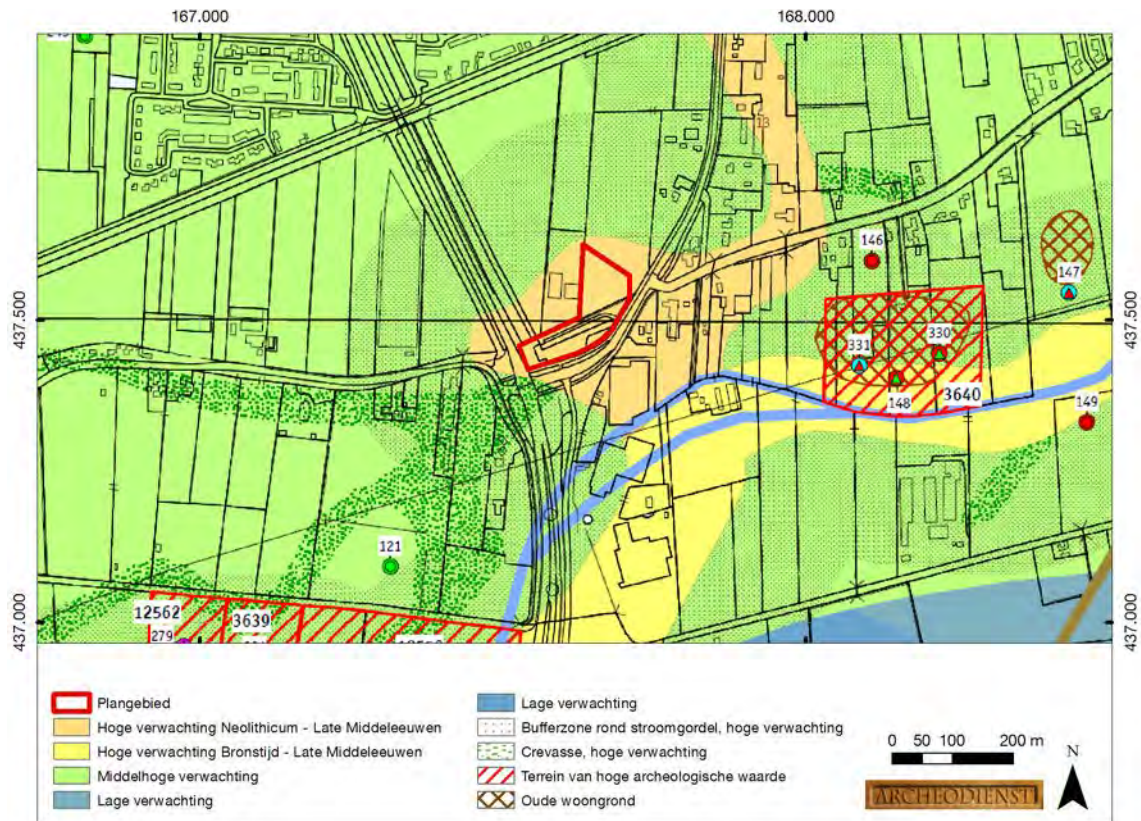 167.000
168.000
13
146
147
437.500
437.500
330
331
148
3640
149
121
12562
3639
279
437.000
437.000
Plangebied
Hoge verwachting Neolithicum - Late Middeleeuwen
Hoge verwachting Bronstijd - Late Middeleeuwen
Middelhoge verwachting
Lage verwachting
Lage verwachting
Bufferzone rond stroomgordel, hoge verwachting
Crevasse, hoge verwachting
Terrein van hoge archeologische waarde
Oude woongrond
0 50 100 200 m
N
ARCHEODIENST